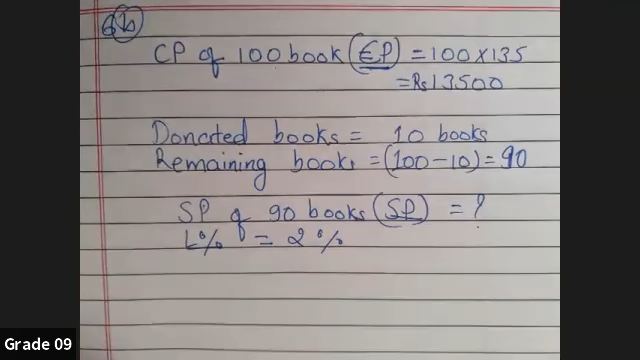 6b
CP of 100 book (CP) = 100 x 135
= Rs 13500
Donated books = 10 books
Remaining books = (100 - 10) = 90
SP of 90 books (SP) = ?
L% = 2%
Grade 09